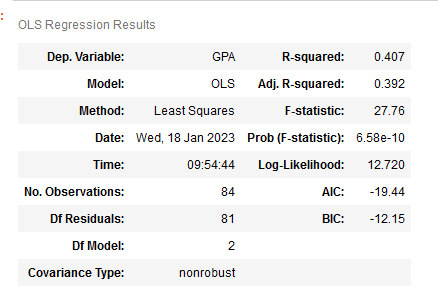 :
OLS Regression Results
Dep. Variable: GPA R-squared: 0.407
Model: OLS Adj. R-squared: 0.392
Method: Least Squares F-statistic: 27.76
Date: Wed, 18 Jan 2023 Prob (F-statistic): 6.58e-10
Time: 09:54:44 Log-Likelihood: 12.720
No. Observations: 84 AIC: -19.44
Df Residuals: 81 BIC: -12.15
Df Model: 2
Covariance Type: nonrobust